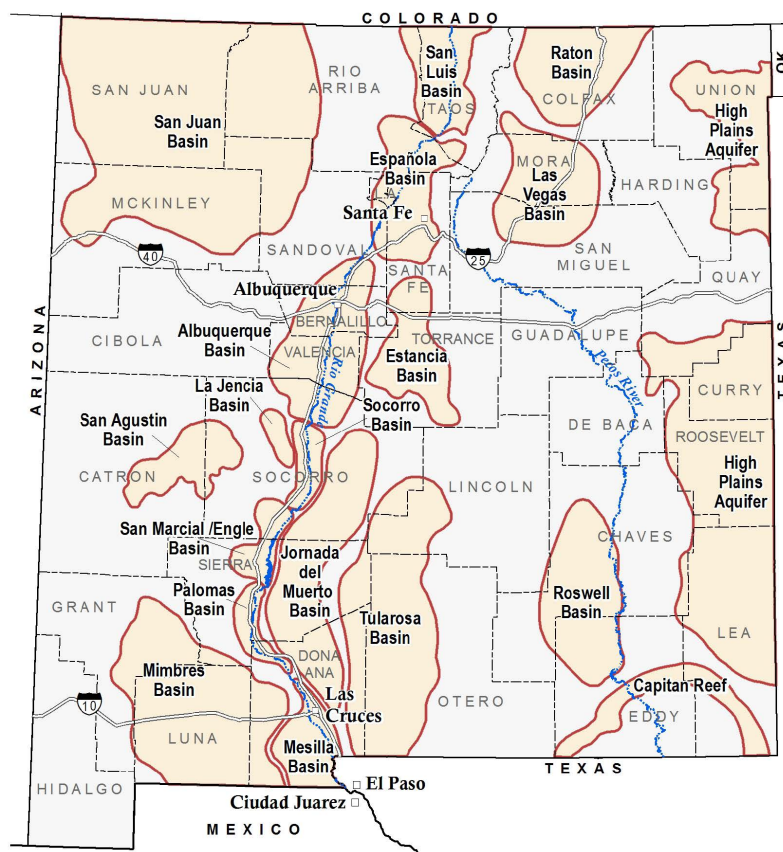 COLORADO
OK
SAN JUAN
San Juan
Basin
RIO
ARRIBA
San
Luis
Basin
TAOS
Raton
Basin
COLFAX
UNION
High
Plains
Aquifer
MCKINLEY
Española
Basin
MORA
Las
Vegas
Basin
HARDING
Santa Fe
SANDOVAL
40
25
SAN
MIGUEL
SANTA
FE
QUAY
Albuquerque
BERNALILLO
ARIZONA
CIBOLA
Albuquerque
Basin
VALENCIA
Rio Grande
TORRANCE
Estancia
Basin
GUADALUPE
TEXAS
Pecos River
CURRY
La Jencia
Basin
Socorro
Basin
San Agustin
Basin
DE BACA
ROOSEVELT
CATRON
SOCORRO
LINCOLN
High
Plains
Aquifer
San Marcial /Engle
Basin
SIERRA
Jornada
del
Muerto
Basin
CHAVES
GRANT
Palomas
Basin
Tularosa
Basin
Roswell
Basin
LEA
Mimbres
Basin
DONA
ANA
Las
Cruces
OTERO
Capitan Reef
EDDY
10
LUNA
Mesilla
Basin
TEXAS
HIDALGO
El Paso
Ciudad Juarez
MEXICO